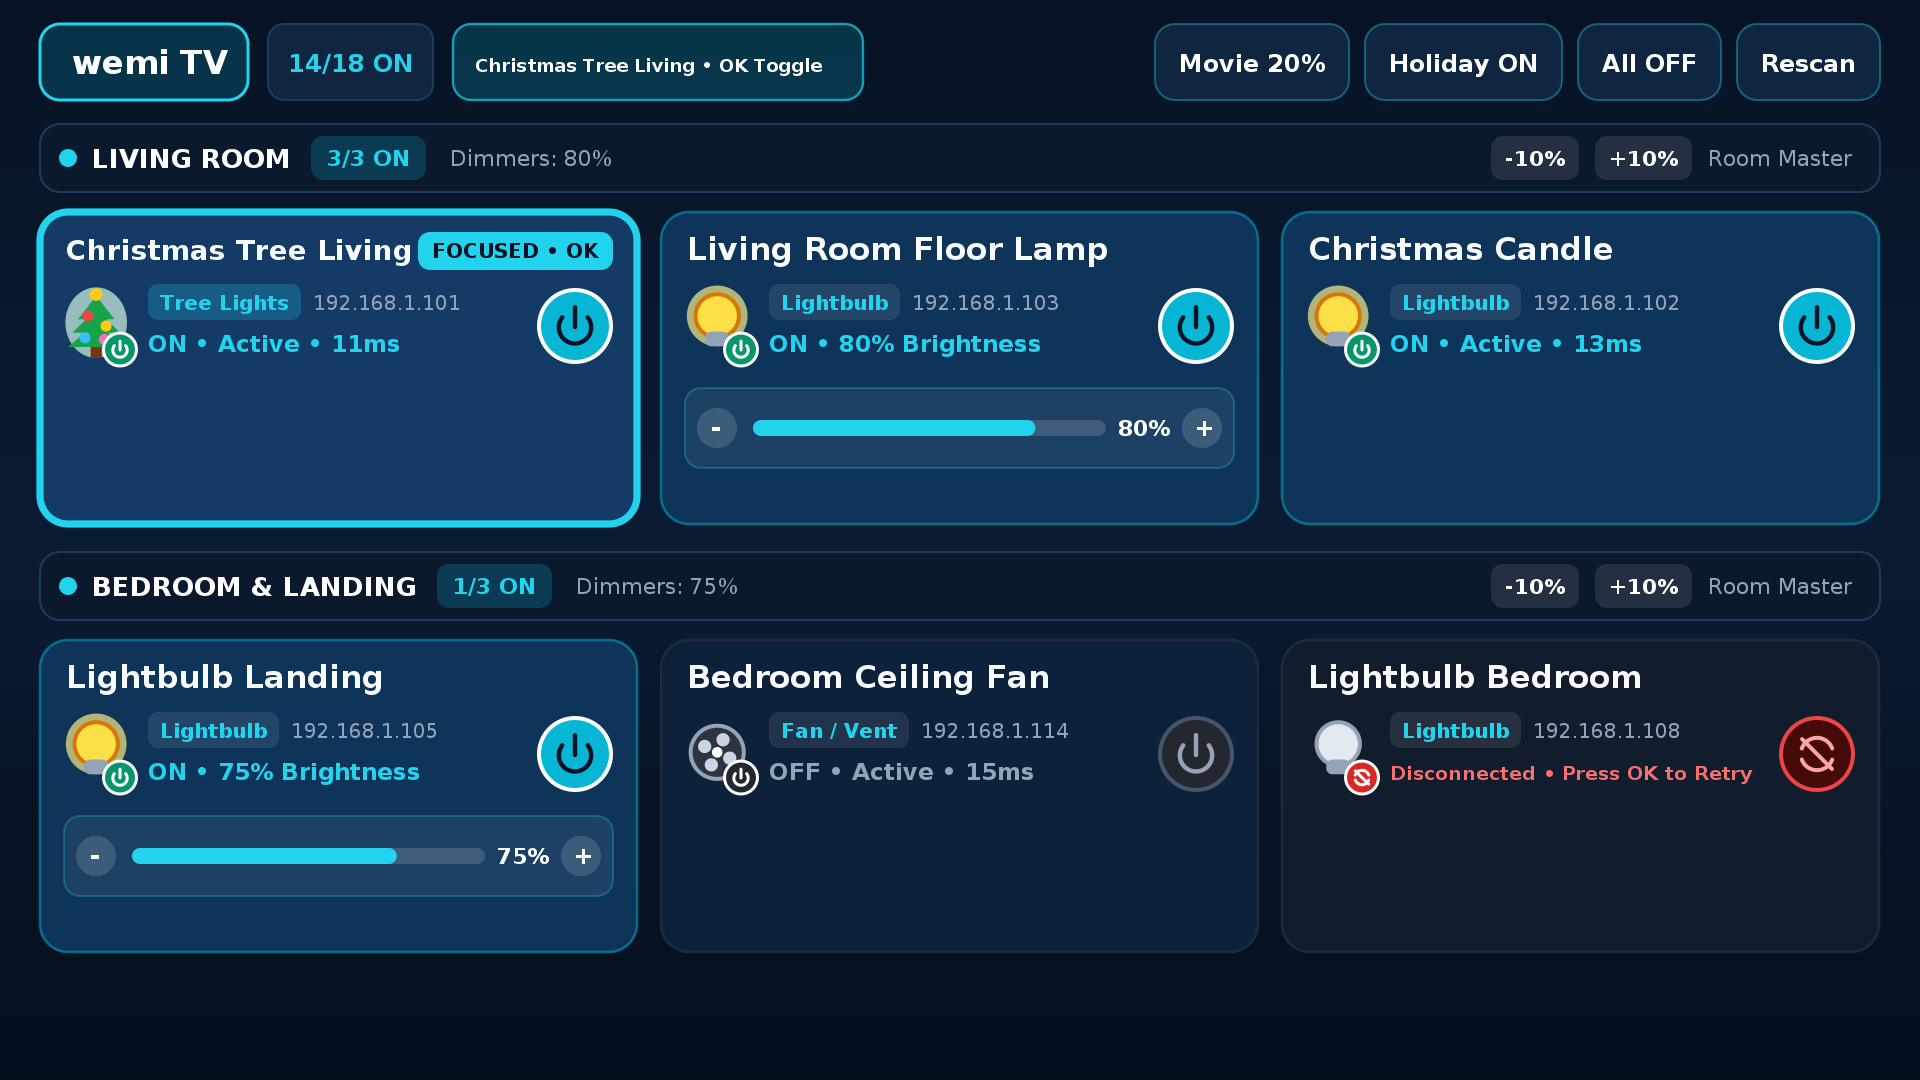 wemi TV
14/18 ON
Christmas Tree Living • OK Toggle
Movie 20%
Holiday ON
All OFF
Rescan
LIVING ROOM
3/3 ON
Dimmers: 80%
-10%
+10%
Room Master
Christmas Tree Living
FOCUSED • OK
Tree Lights
192.168.1.101
ON • Active • 11ms
Living Room Floor Lamp
Lightbulb
192.168.1.103
ON • 80% Brightness
-
80%
+
Christmas Candle
Lightbulb
192.168.1.102
ON • Active • 13ms
BEDROOM & LANDING
1/3 ON
Dimmers: 75%
-10%
+10%
Room Master
Lightbulb Landing
Lightbulb
192.168.1.105
ON • 75% Brightness
-
75%
+
Bedroom Ceiling Fan
Fan / Vent
192.168.1.114
OFF • Active • 15ms
Lightbulb Bedroom
Lightbulb
192.168.1.108
Disconnected • Press OK to Retry